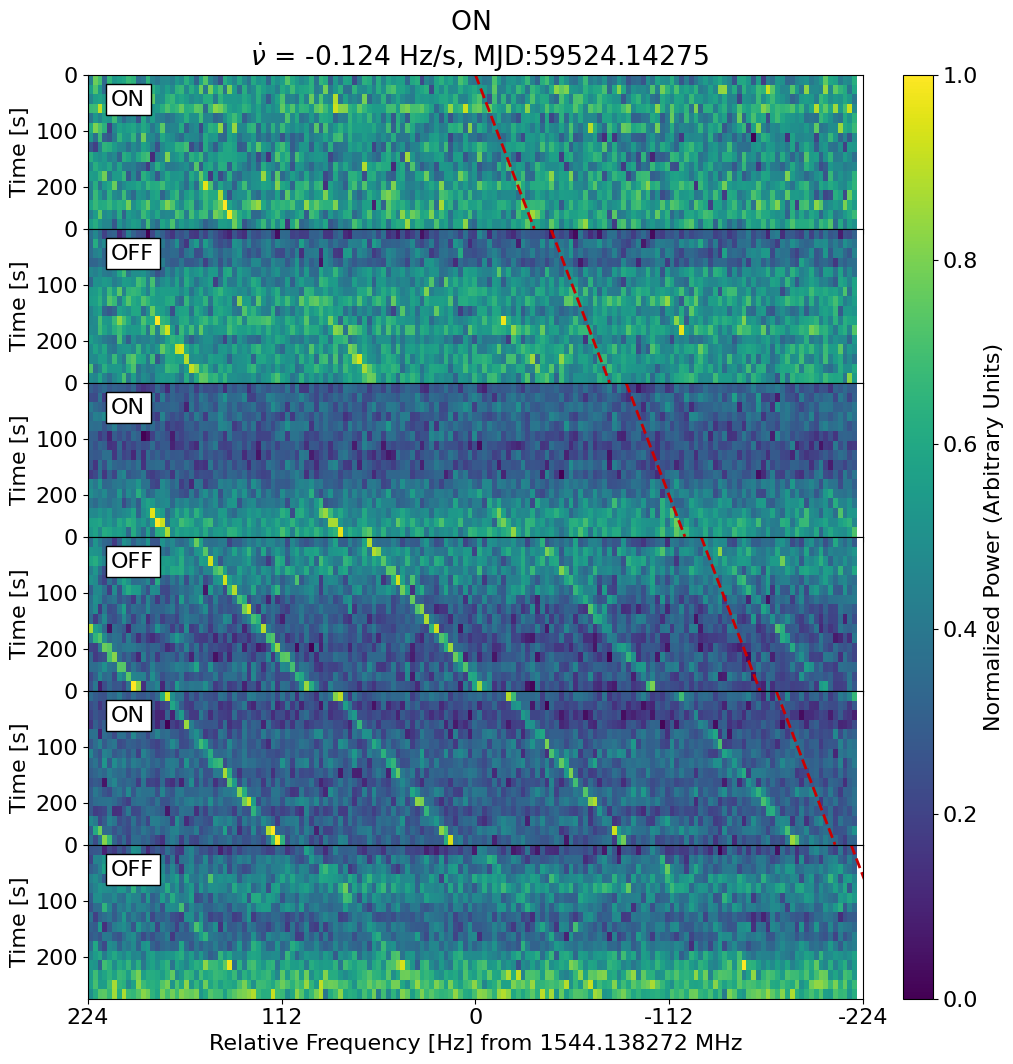 ON
ν̇ = -0.124 Hz/s, MJD:59524.14275
0
ON
100
200
Time [s]
0
OFF
100
200
Time [s]
0
ON
100
200
Time [s]
0
OFF
100
200
Time [s]
0
ON
100
200
Time [s]
0
OFF
100
200
Time [s]
224 112 0 -112 -224
Relative Frequency [Hz] from 1544.138272 MHz
1.0
0.8
0.6
0.4
0.2
0.0
Normalized Power (Arbitrary Units)